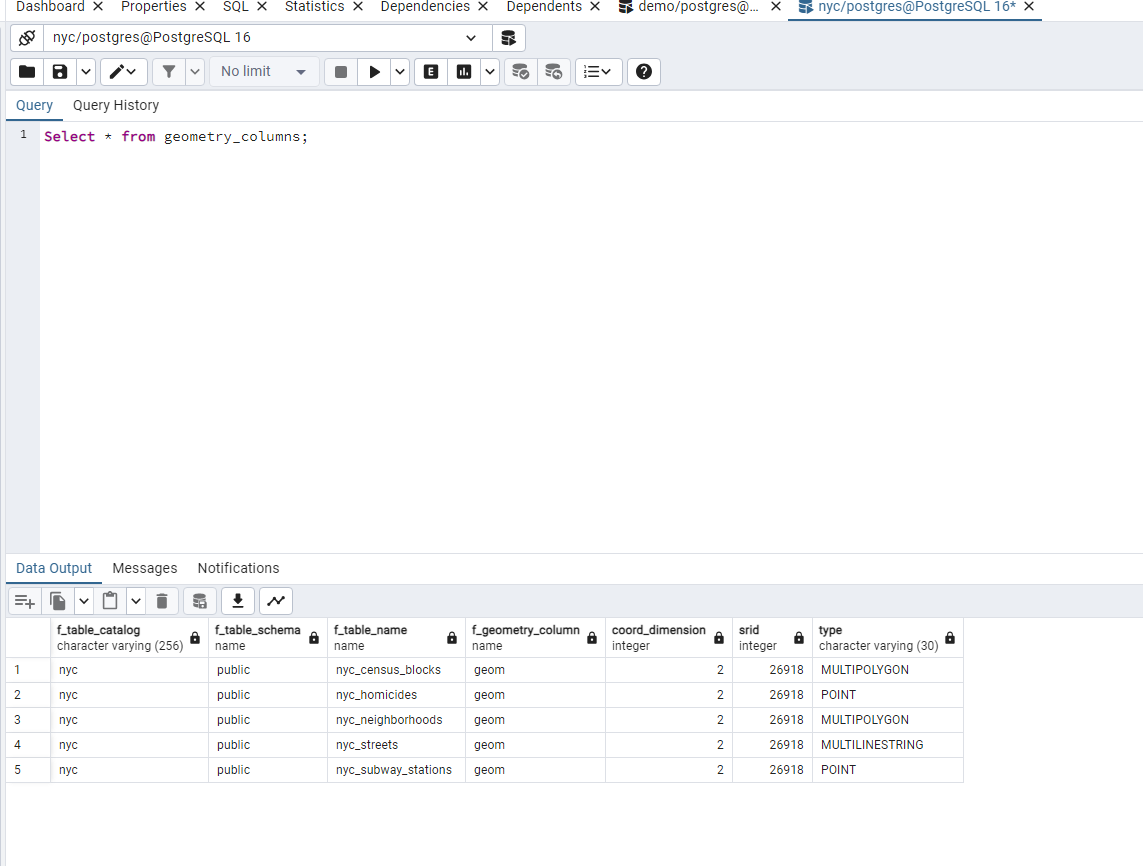 Dashboard Properties SQL Statistics Dependencies Dependents demo/postgres@... nyc/postgres@PostgreSQL 16*
nyc/postgres@PostgreSQL 16
No limit E
Query Query History
1 Select * from geometry_columns;
Data Output Messages Notifications
f_table_catalog f_table_schema f_table_name f_geometry_column coord_dimension srid type
character varying (256) name name name integer integer character varying (30)
1 nyc public nyc_census_blocks geom 2 26918 MULTIPOLYGON
2 nyc public nyc_homicides geom 2 26918 POINT
3 nyc public nyc_neighborhoods geom 2 26918 MULTIPOLYGON
4 nyc public nyc_streets geom 2 26918 MULTILINESTRING
5 nyc public nyc_subway_stations geom 2 26918 POINT